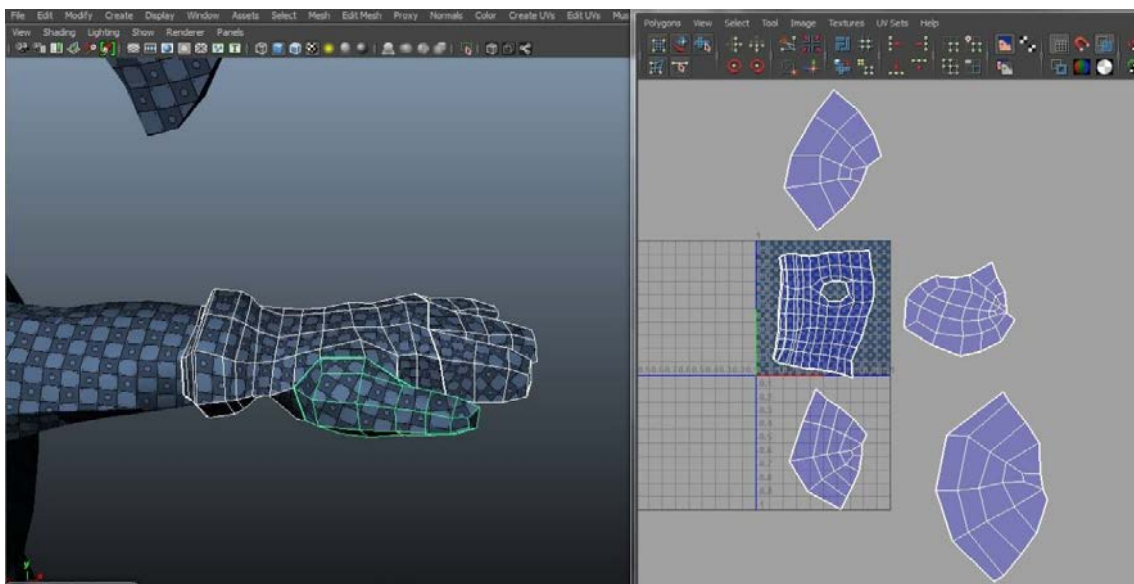 File Edit Modify Create Display Window Assets Select Mesh Edit Mesh Proxy Normals Color Create UVs Edit UVs Mus
View Shading Lighting Show Renderer Panels
Polygons View Select Tool Image Textures UV Sets Help